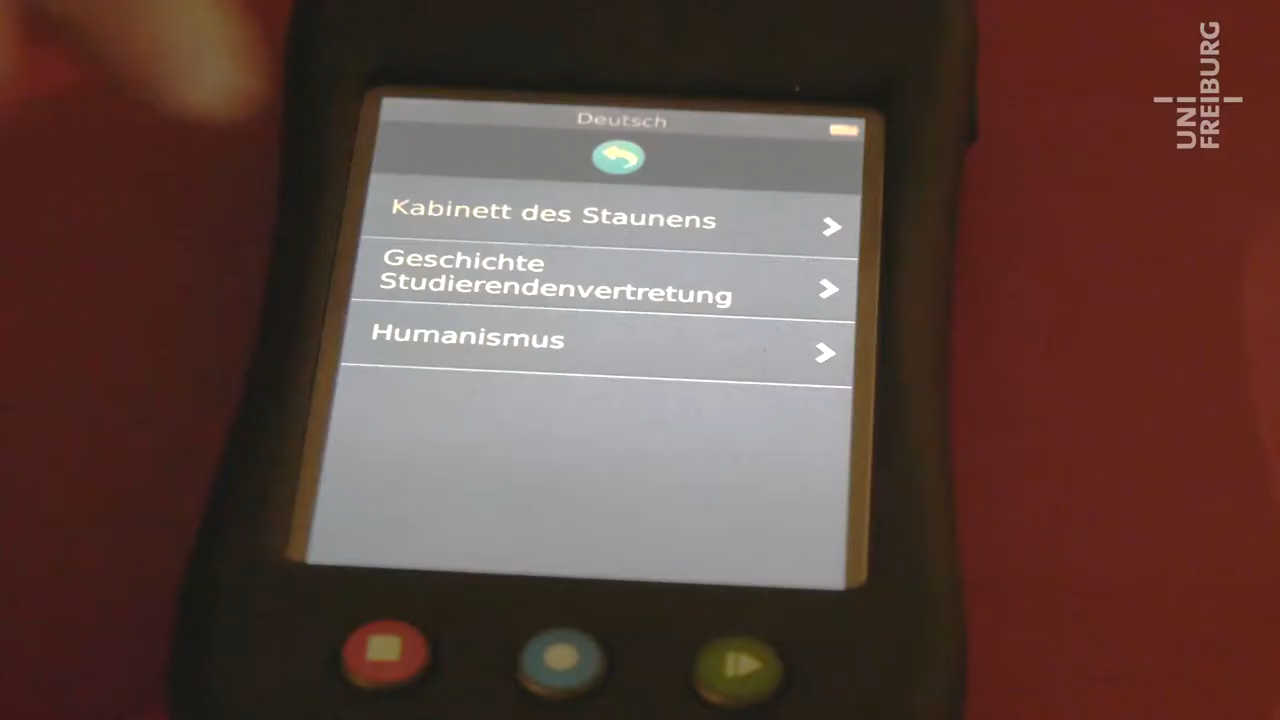 Deutsch
Kabinett des Staunens
Geschichte
Studierendenvertretung
Humanismus
UNI
FREIBURG